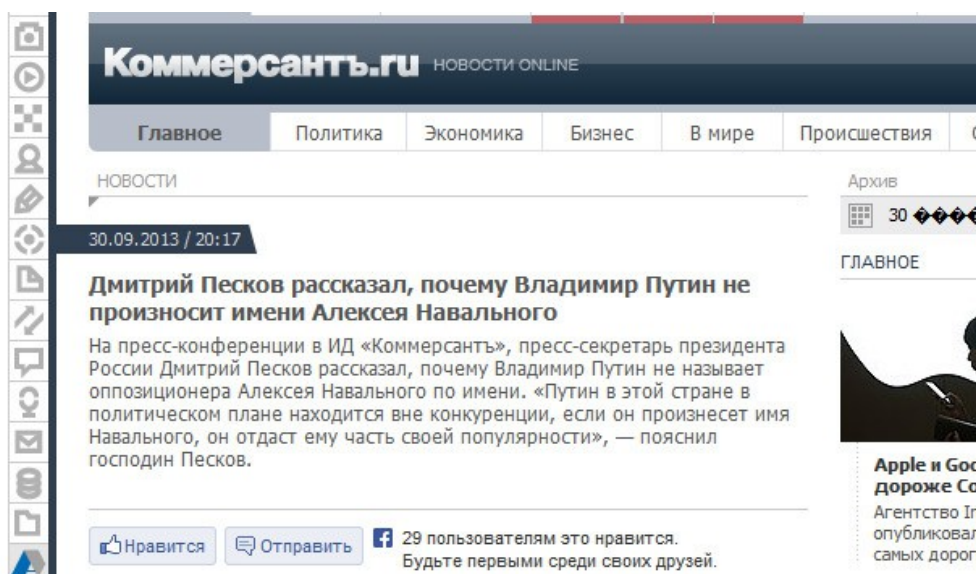 Коммерсантъ.ru НОВОСТИ ONLINE
Главное Политика Экономика Бизнес В мире Происшествия
НОВОСТИ
30.09.2013 / 20:17
Дмитрий Песков рассказал, почему Владимир Путин не
произносит имени Алексея Навального
На пресс-конференции в ИД «Коммерсантъ», пресс-секретарь президента
России Дмитрий Песков рассказал, почему Владимир Путин не называет
оппозиционера Алексея Навального по имени. «Путин в этой стране в
политическом плане находится вне конкуренции, если он произнесет имя
Навального, он отдаст ему часть своей популярности», — пояснил
господин Песков.
Нравится Отправить
29 пользователям это нравится.
Будьте первыми среди своих друзей.
Архив
30
ГЛАВНОЕ
Apple и
дороже
Агентство
опубликовал
самых